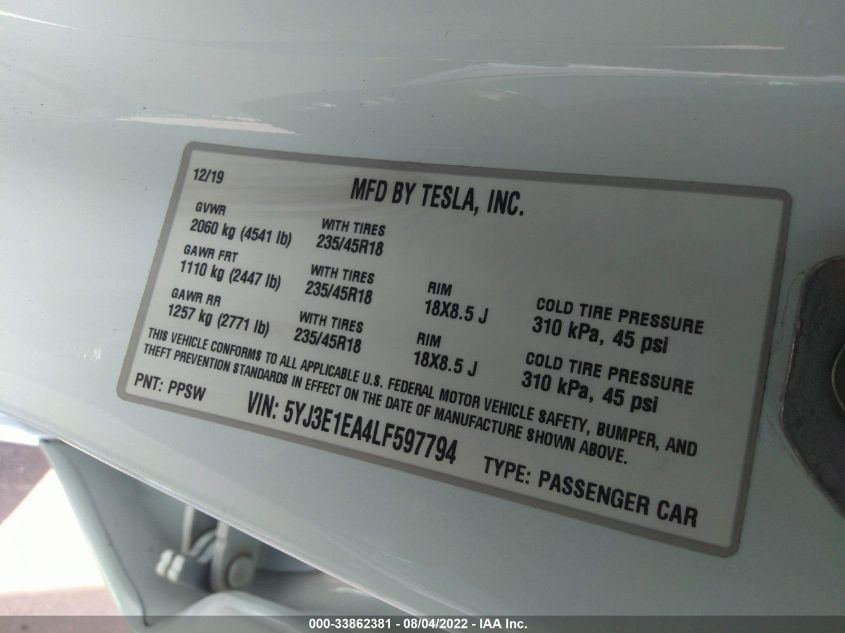 12/19
MFD BY TESLA, INC.
GVWR
2060 kg (4541 lb)
WITH TIRES
235/45R18
GAWR FRT
1110 kg (2447 lb)
WITH TIRES
235/45R18
RIM
18X8.5 J
COLD TIRE PRESSURE
310 kPa, 45 psi
GAWR RR
1257 kg (2771 lb)
WITH TIRES
235/45R18
RIM
18X8.5 J
COLD TIRE PRESSURE
310 kPa, 45 psi
THIS VEHICLE CONFORMS TO ALL APPLICABLE U.S. FEDERAL MOTOR VEHICLE SAFETY, BUMPER, AND
THEFT PREVENTION STANDARDS IN EFFECT ON THE DATE OF MANUFACTURE SHOWN ABOVE.
PNT: PPSW
VIN: 5YJ3E1EA4LF597794
TYPE: PASSENGER CAR
000-33862381 - 08/04/2022 - IAA Inc.